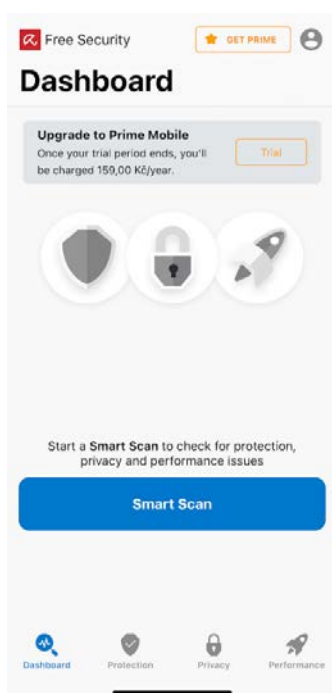 Free Security
GET PRIME
Dashboard
Upgrade to Prime Mobile
Once your trial period ends, you'll
Trial
be charged 159,00 Kč/year.
Start a Smart Scan to check for protection,
privacy and performance issues
Smart Scan
Dashboard Protection Privacy Performance